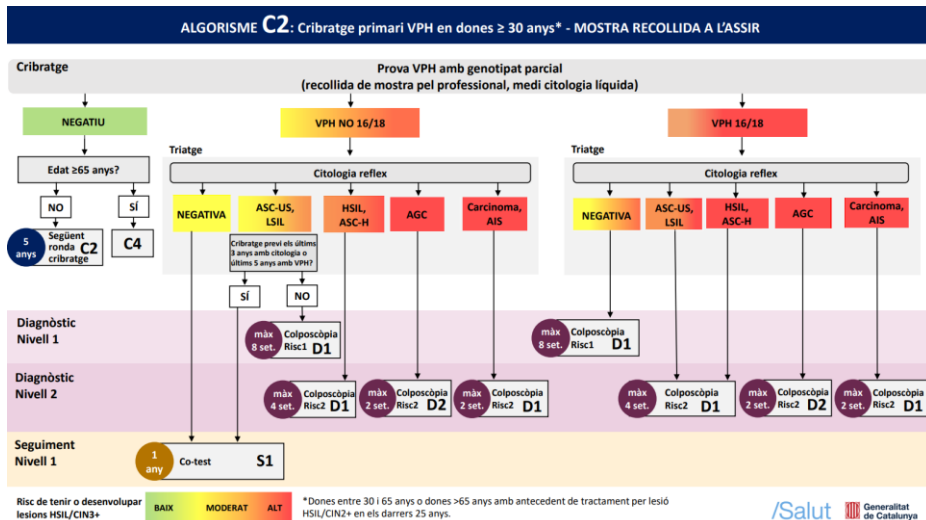 ALGORISME C2: Cribratge primari VPH en dones ≥ 30 anys* - MOSTRA RECOLLIDA A L'ASSIR
Cribratge
Prova VPH amb genotipat parcial
(recollida de mostra pel professional, medi citologia líquida)
NEGATIU
VPH NO 16/18
VPH 16/18
Triatge
Triatge
Edat ≥65 anys?
Citologia reflex
Citologia reflex
NO
SÍ
NEGATIVA
ASC-US,
LSIL
HSIL,
ASC-H
AGC
Carcinoma,
AIS
NEGATIVA
ASC-US,
LSIL
HSIL,
ASC-H
AGC
Carcinoma,
AIS
5
anys
Següent
ronda
cribratge
C2
C4
Cribratge previ els últims
3 anys amb citologia o
últims 5 anys amb VPH?
SÍ
NO
Diagnòstic
Nivell 1
màx
8 set.
Colposcòpia
Risc1 D1
màx
8 set.
Colposcòpia
Risc1 D1
Diagnòstic
Nivell 2
màx
4 set.
Colposcòpia
Risc2 D1
màx
2 set.
Colposcòpia
Risc2 D2
màx
2 set.
Colposcòpia
Risc2 D1
màx
4 set.
Colposcòpia
Risc2 D1
màx
2 set.
Colposcòpia
Risc2 D2
màx
2 set.
Colposcòpia
Risc2 D1
Seguiment
Nivell 1
1
any
Co-test S1
Risc de tenir o desenvolupar
lesions HSIL/CIN3+
BAIX MODERAT ALT
*Dones entre 30 i 65 anys o dones >65 anys amb antecedent de tractament per lesió
HSIL/CIN2+ en els darrers 25 anys.
/Salut
Generalitat
de Catalunya